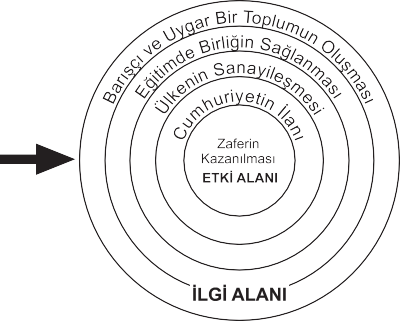 Barışçı ve Uygar Bir Toplumun Oluşması
Eğitimde Birliğin Sağlanması
Ülkenin Sanayileşmesi
Cumhuriyetin İlanı
Zaferin
Kazanılması
ETKİ ALANI
İLGİ ALANI